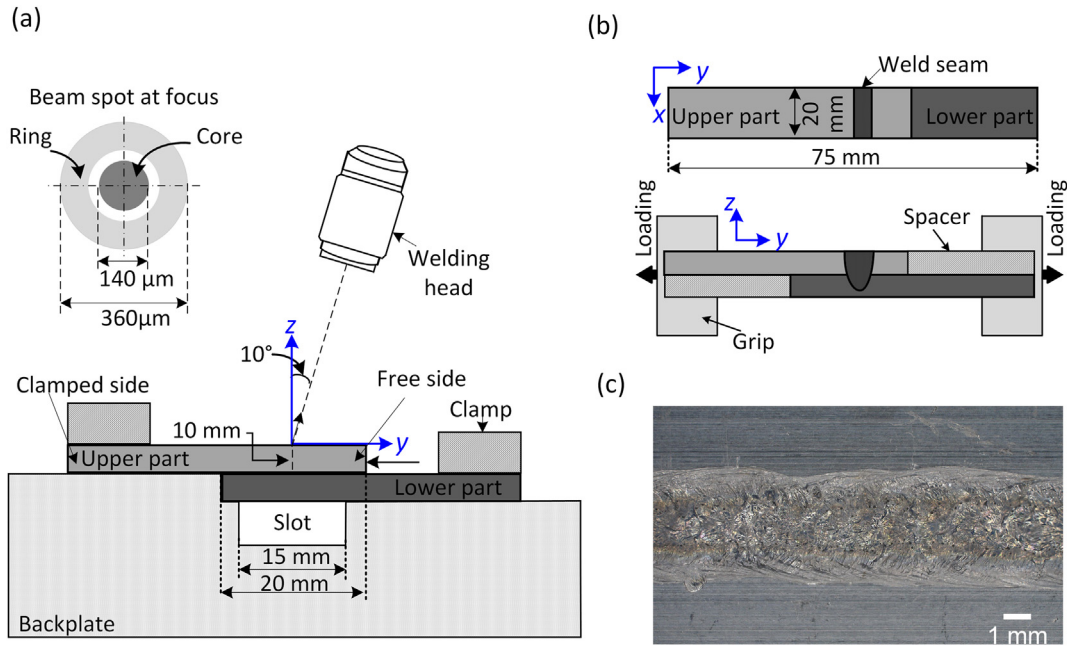 (a)
Beam spot at focus
Ring
Core
140 µm
360µm
Welding
head
z
10°
Clamped side
Free side
Clamp
10 mm
y
Upper part
Lower part
Slot
15 mm
20 mm
Backplate
(b)
y
x
Weld seam
Upper part
20
mm
Lower part
75 mm
Loading
z
y
Spacer
Loading
Grip
(c)
1 mm